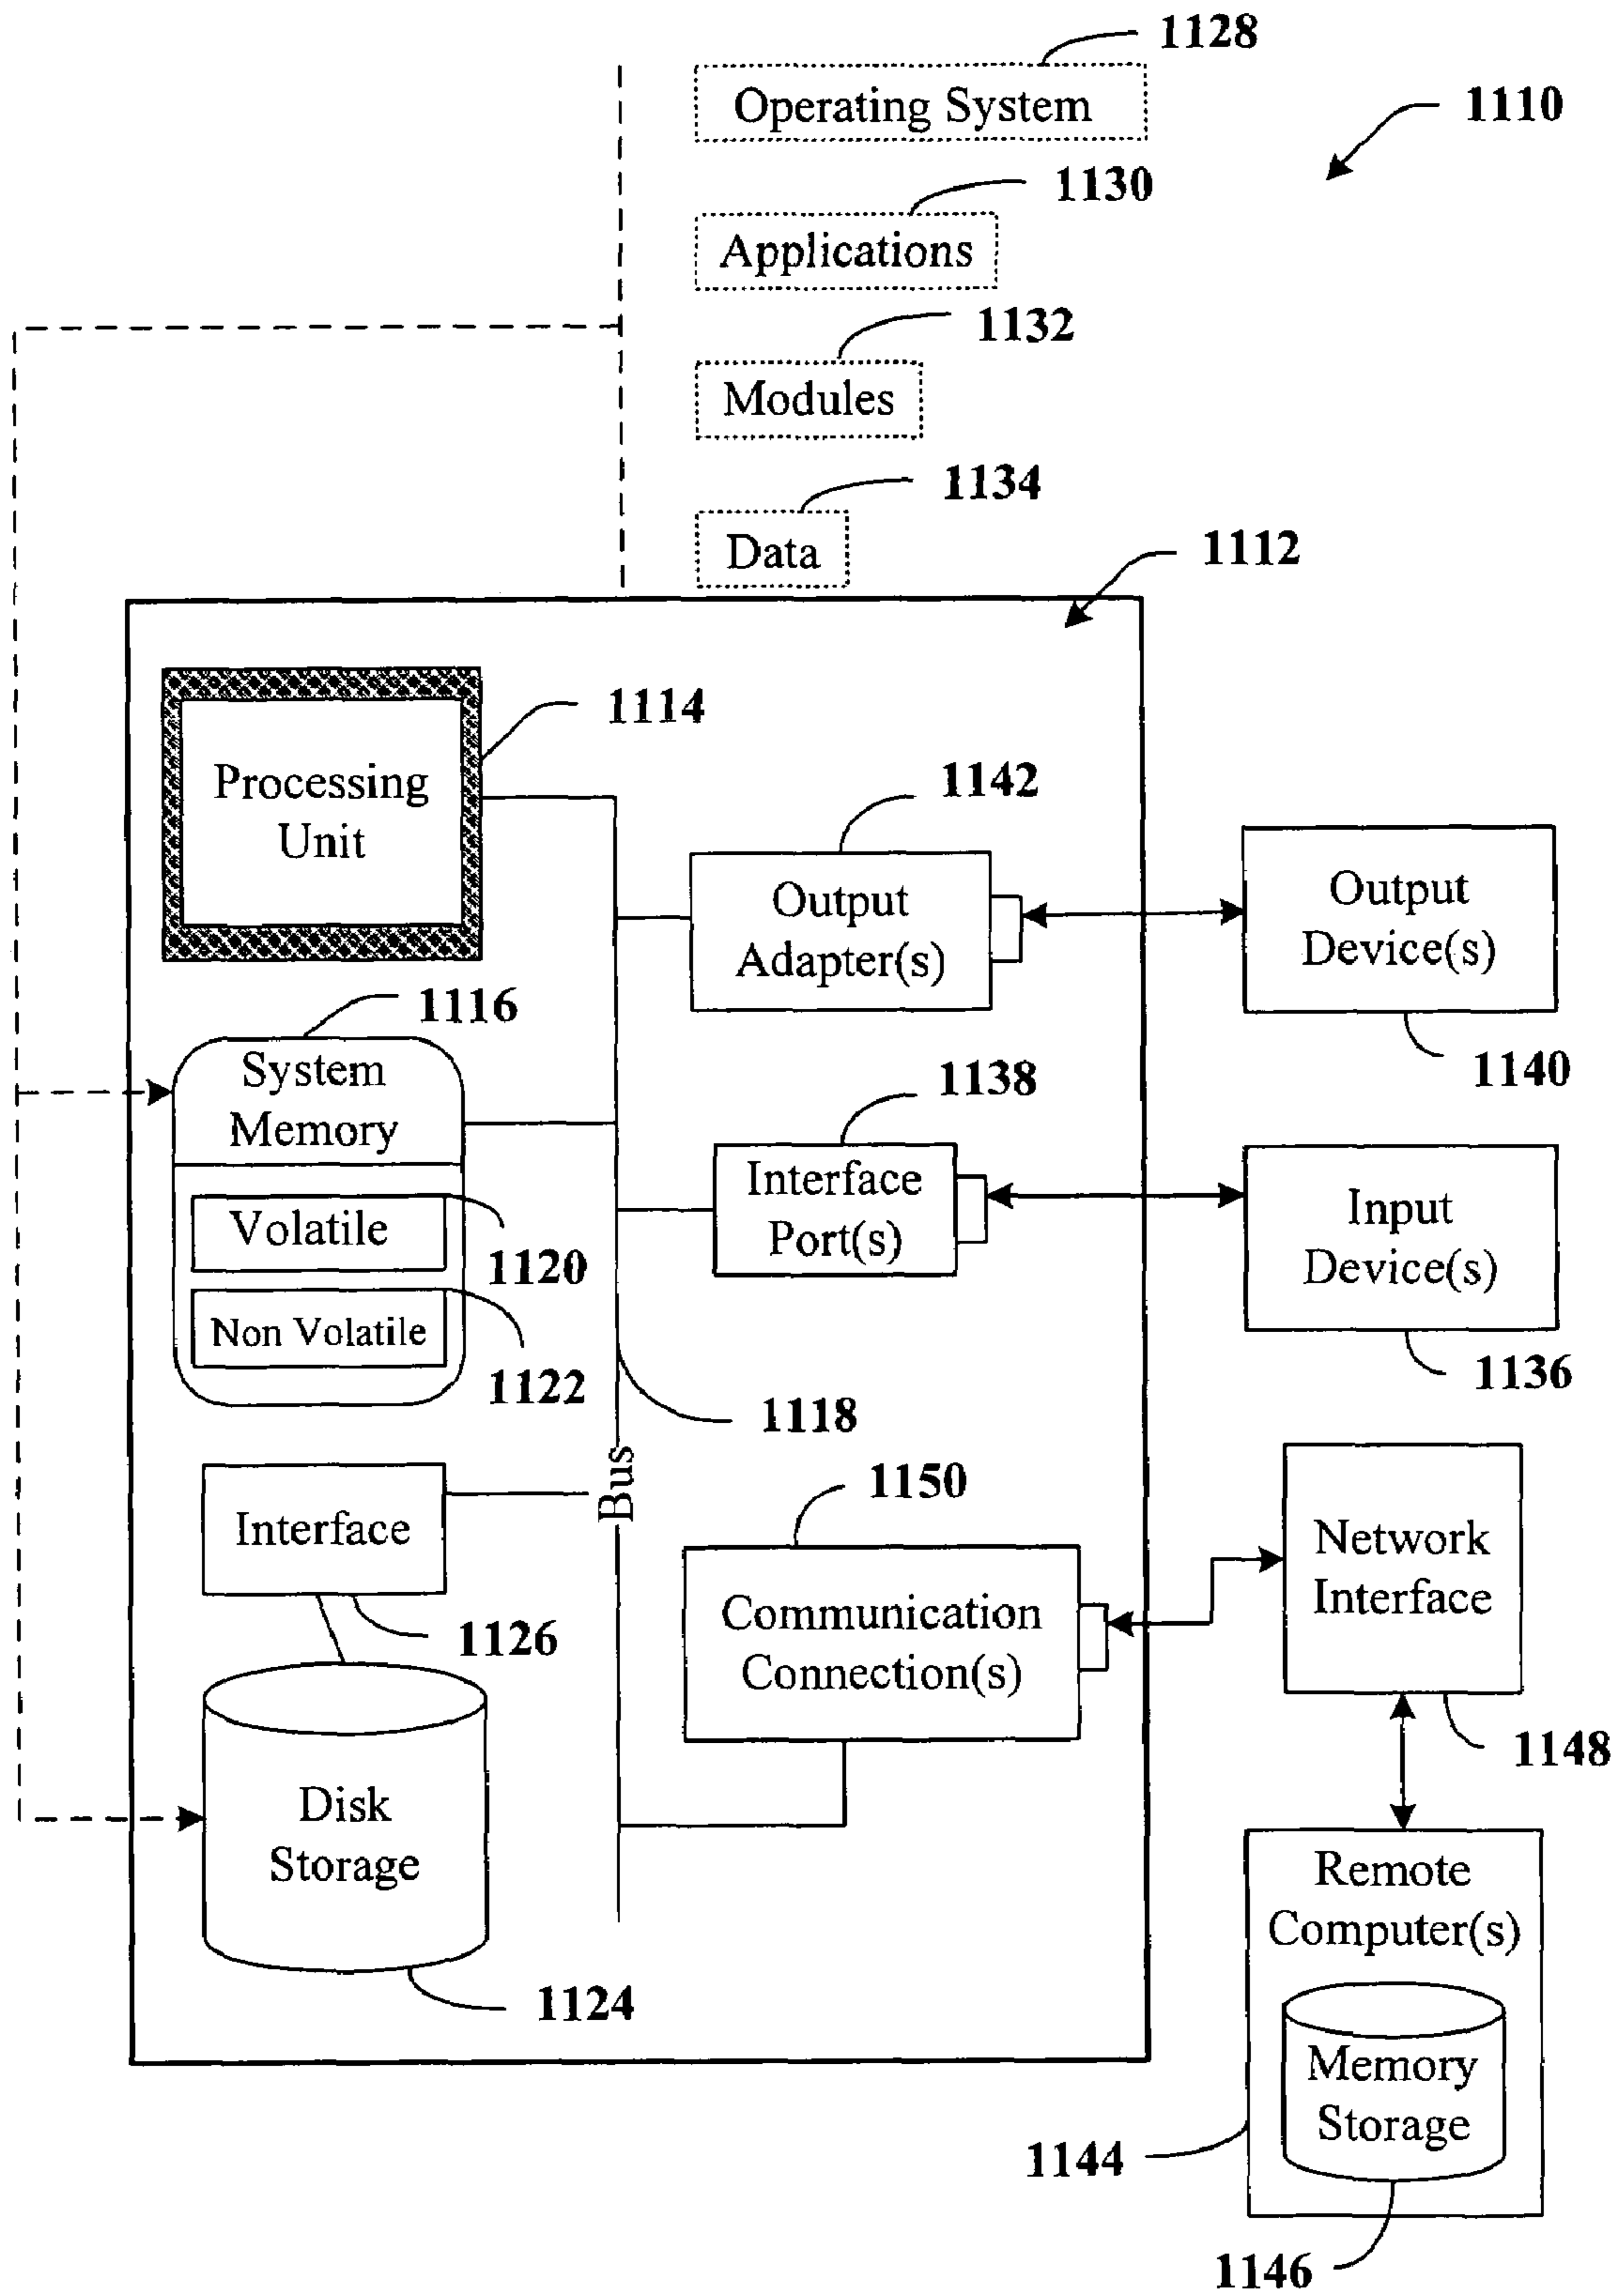 1128
Operating System
1110
1130
Applications
1132
Modules
1134
Data
1112
1114
Processing
Unit
1142
Output
Adapter(s)
Output
Device(s)
1140
1116
System
Memory
1138
Interface
Port(s)
Input
Device(s)
1136
Volatile
1120
Non Volatile
1122
1118
Bus
Interface
1126
1150
Communication
Connection(s)
Network
Interface
1148
Disk
Storage
1124
Remote
Computer(s)
Memory
Storage
1144
1146